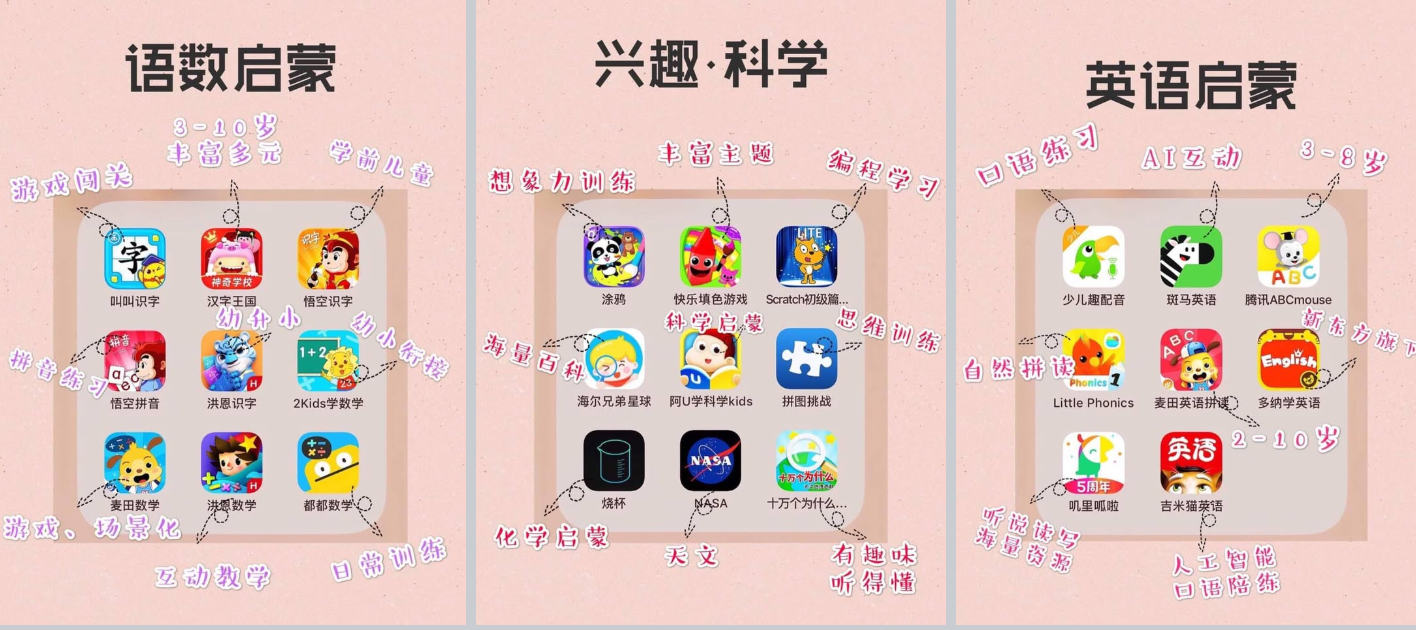 语数启蒙
3-10岁
丰富多元
学前儿童
游戏闯关
字
神奇学校
识字
叫叫识字
汉字王国
悟空识字
幼升小
幼小衔接
拼音练习
拼音
a
ec
H
1+2
23
悟空拼音
洪恩识字
2Kids学数学
H
麦田数学
洪恩数学
都都数学
游戏、场景化
互动教学
日常训练
兴趣·科学
丰富主题
想象力训练
编程学习
LITE
涂鸦
快乐填色游戏
Scratch初级篇...
科学启蒙
思维训练
海量百科
U
海尔兄弟星球
阿U学科学kids
拼图挑战
NASA
十万个为什么
烧杯
NASA
十万个为什么...
化学启蒙
天文
有趣味
听得懂
英语启蒙
口语练习
AI互动
3-8岁
ABC
少儿趣配音
斑马英语
腾讯ABCmouse
新东方旗下
自然拼读
Phonics 1
ABC
English
Little Phonics
麦田英语拼读
多纳学英语
2-10岁
5周年
英语
叽里呱啦
吉米猫英语
听说读写
海量资源
人工智能
口语陪练